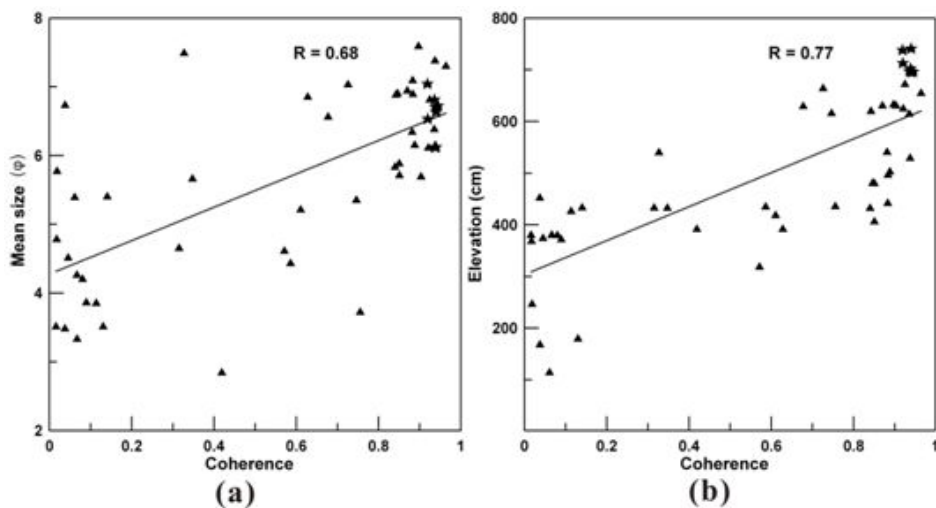 R = 0.68
Mean size (φ)
8
6
4
2
0
0.2
0.4
0.6
0.8
1
Coherence
(a)
R = 0.77
Elevation (cm)
800
600
400
200
0
0.2
0.4
0.6
0.8
1
Coherence
(b)